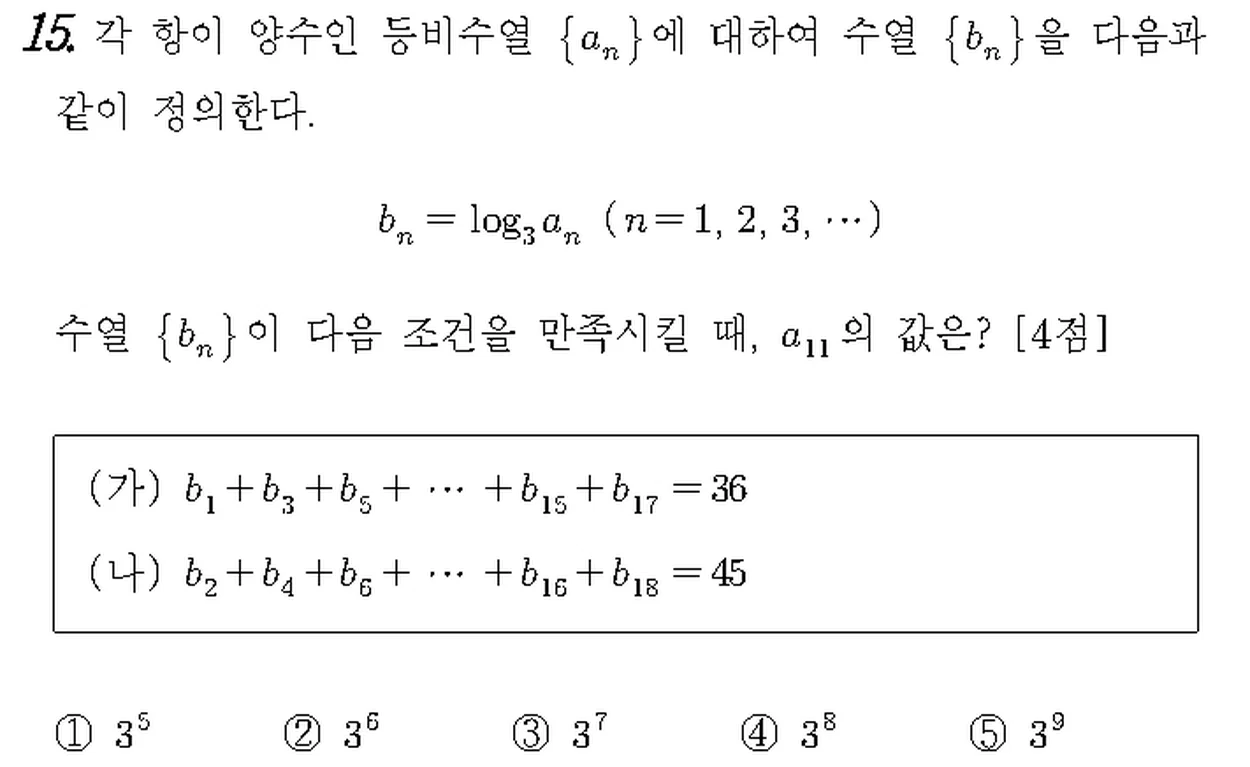 15. 각 항이 양수인 등비수열 {aₙ}에 대하여 수열 {bₙ}을 다음과
같이 정의한다.
bₙ = log₃ aₙ (n = 1, 2, 3, ⋯)
수열 {bₙ}이 다음 조건을 만족시킬 때, a₁₁의 값은? [4점]
(가) b₁ + b₃ + b₅ + ⋯ + b₁₅ + b₁₇ = 36
(나) b₂ + b₄ + b₆ + ⋯ + b₁₆ + b₁₈ = 45
① 3⁵ ② 3⁶ ③ 3⁷ ④ 3⁸ ⑤ 3⁹